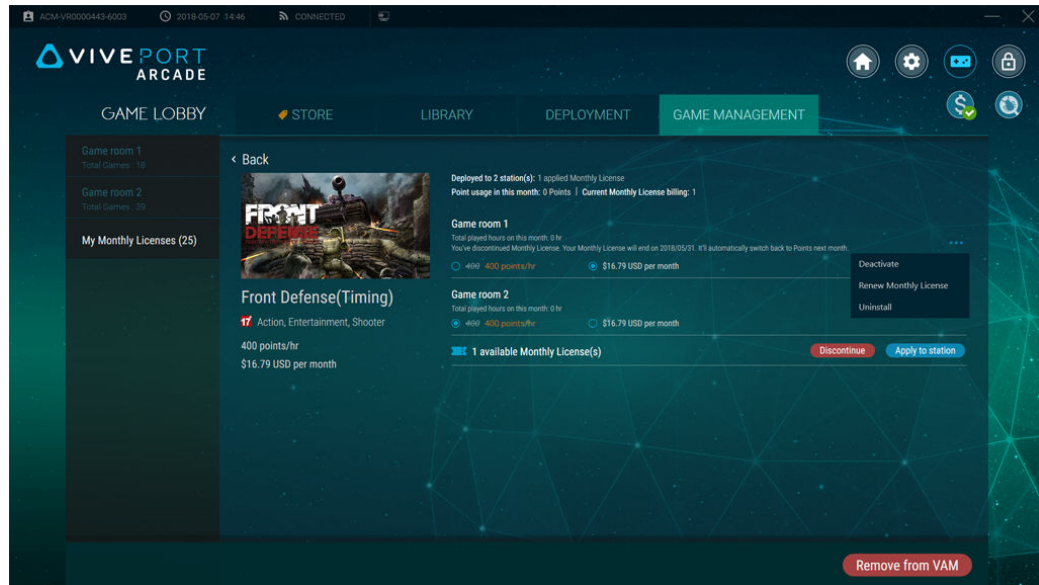 ACM-VR0000443-6003 2018-05-07 14:46 CONNECTED
VIVEPORT
ARCADE
GAME LOBBY STORE LIBRARY DEPLOYMENT GAME MANAGEMENT
Game room 1
Total Games : 18
Game room 2
Total Games : 39
My Monthly Licenses (25)
‹ Back
FRONT
DEFENSE
Front Defense(Timing)
17 Action, Entertainment, Shooter
400 points/hr
$16.79 USD per month
Deployed to 2 station(s): 1 applied Monthly License
Point usage in this month: 0 Points | Current Monthly License billing: 1
Game room 1
Total played hours on this month: 0 hr
You've discontinued Monthly License. Your Monthly License will end on 2018/05/31. It'll automatically switch back to Points next month.
400 400 points/hr $16.79 USD per month
Deactivate
Renew Monthly License
Uninstall
Game room 2
Total played hours on this month: 0 hr
400 400 points/hr $16.79 USD per month
1 available Monthly License(s) Discontinue Apply to station
Remove from VAM